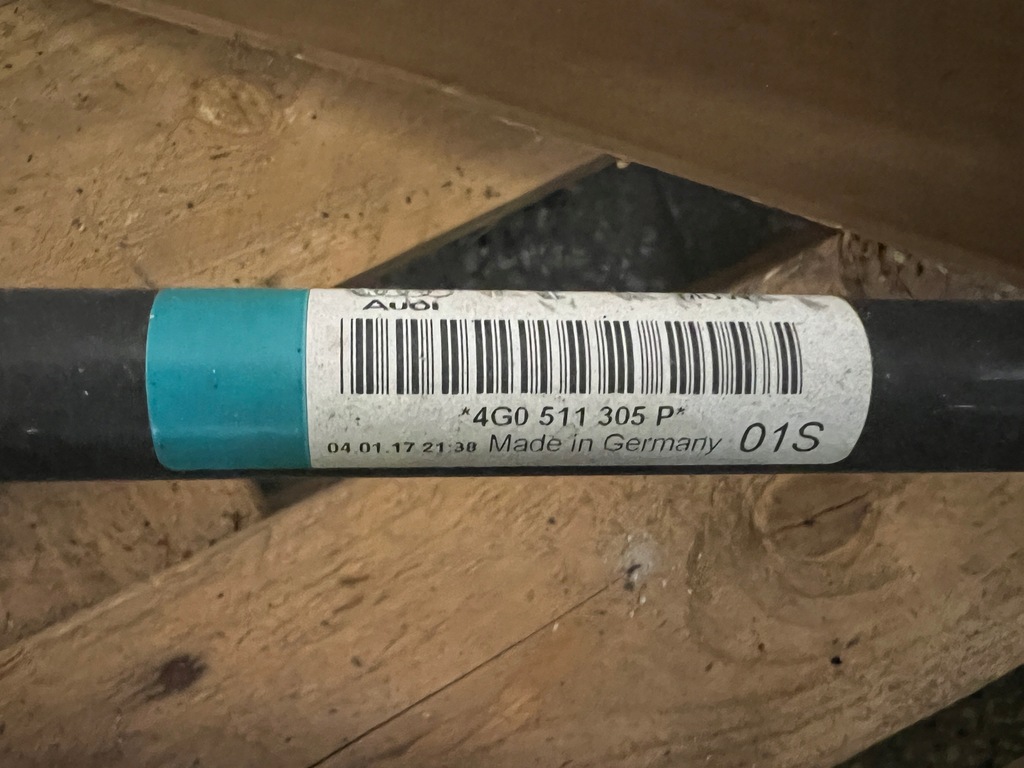 Audi
*4G0 511 305 P*
04.01.17 21:38 Made in Germany 01S